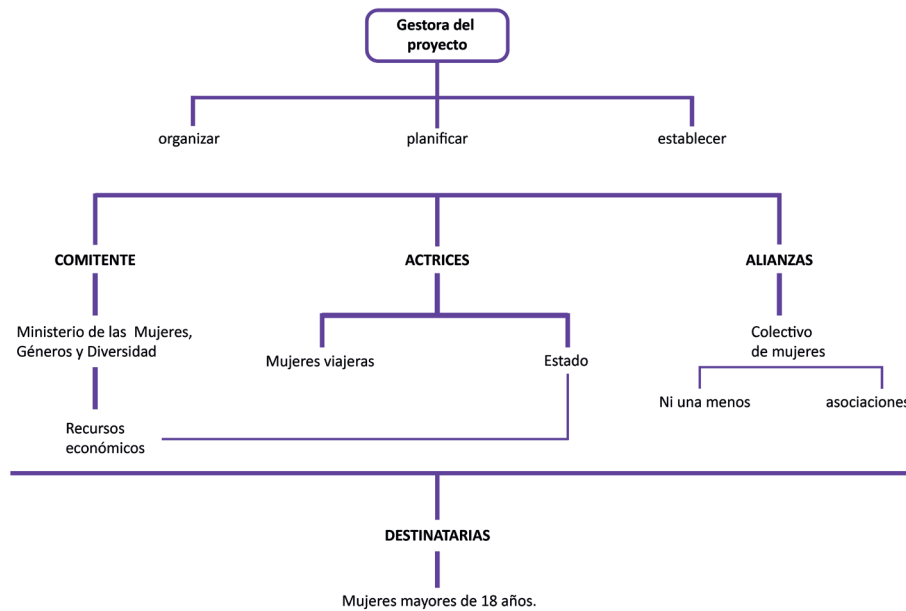 Gestora del
proyecto
organizar
planificar
establecer
COMITENTE
ACTRICES
ALIANZAS
Ministerio de las Mujeres,
Géneros y Diversidad
Mujeres viajeras
Estado
Colectivo
de mujeres
Ni una menos
asociaciones
Recursos
económicos
DESTINATARIAS
Mujeres mayores de 18 años.